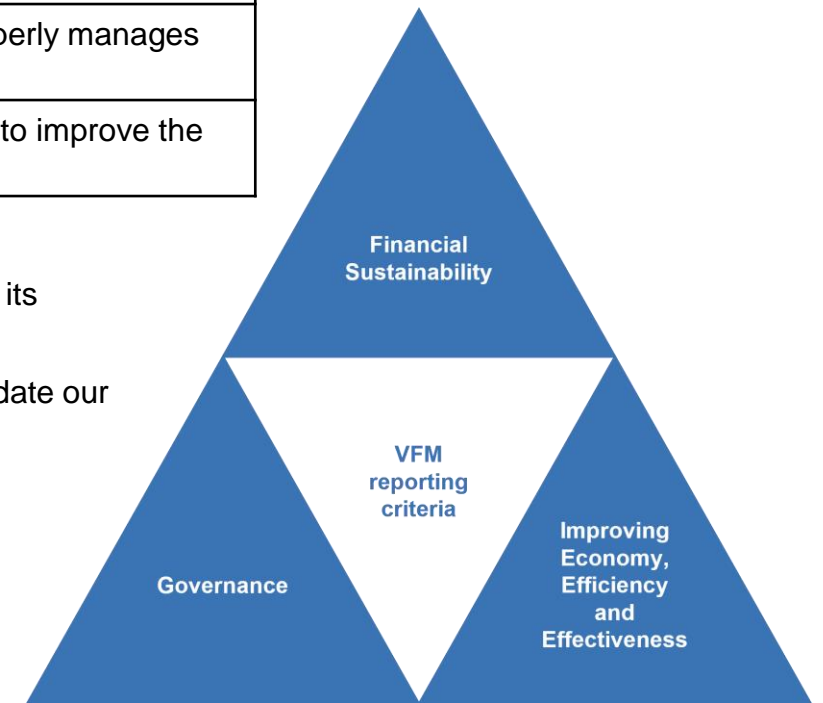 perly manages
to improve the
its
date our
Financial
Sustainability
VFM
reporting
criteria
Governance
Improving
Economy,
Efficiency
and
Effectiveness